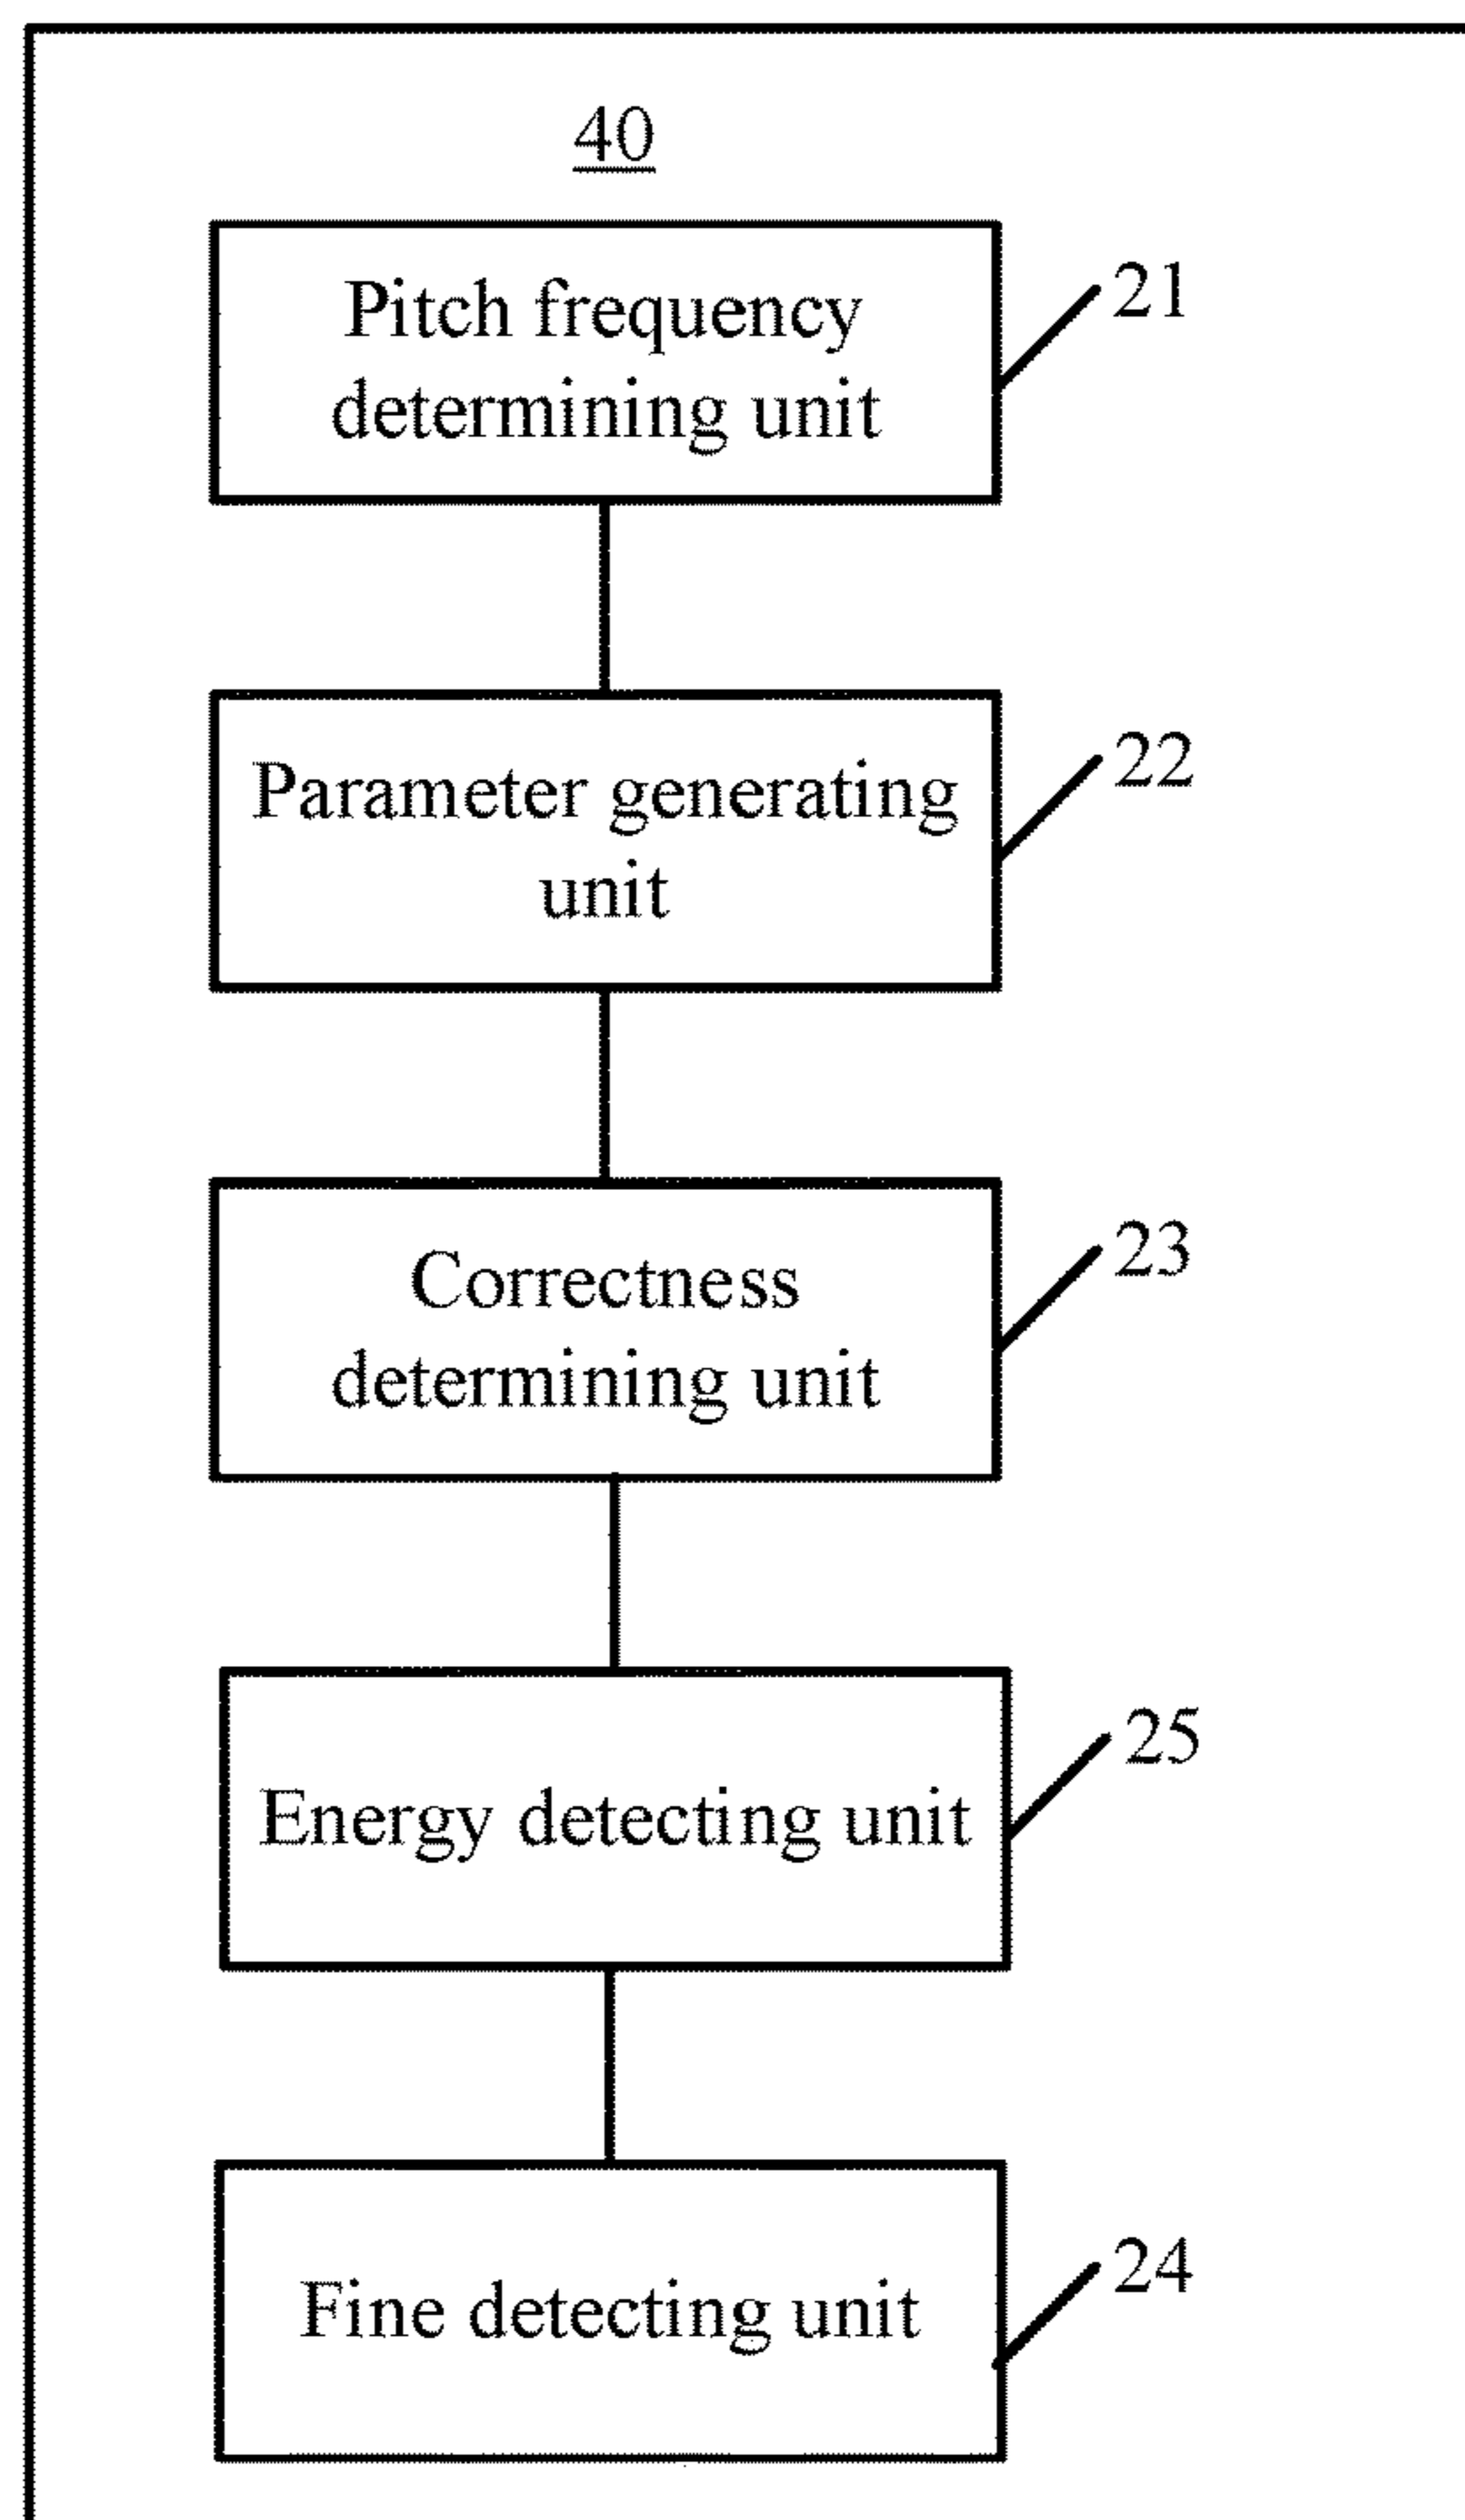 40
Pitch frequency
determining unit
21
Parameter generating
unit
22
Correctness
determining unit
23
Energy detecting unit
25
Fine detecting unit
24